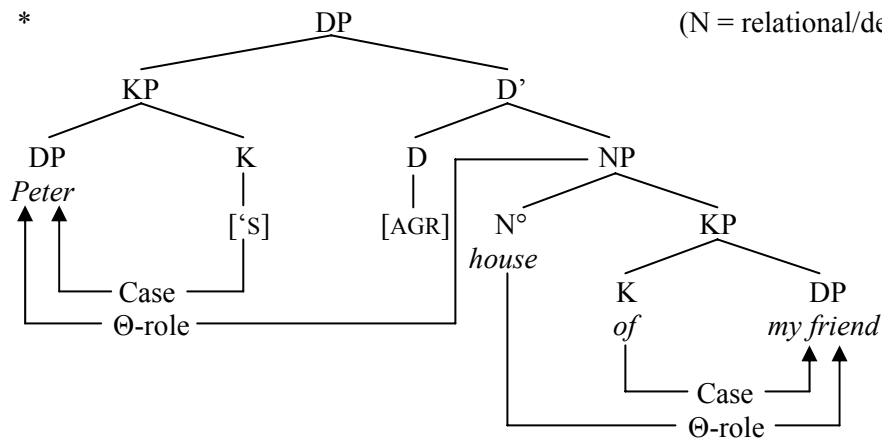 * DP (N = relational/de
KP D’
DP K D NP
Peter
[‘S] [AGR] N° KP
house
Case K DP
Θ-role of my friend
Case
Θ-role